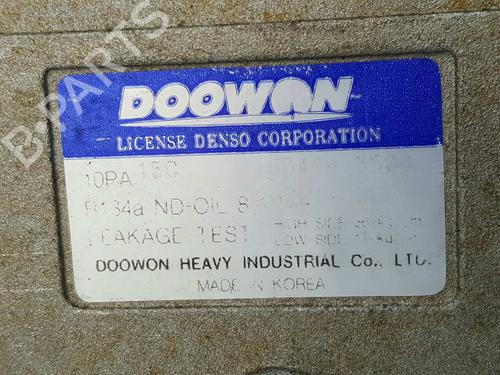 B-PARTS
DOOWON
LICENSE DENSO CORPORATION
10PA 15C
R134a ND-OIL 8
LEAKAGE TEST HIGH SIDE
LOW SIDE
DOOWON HEAVY INDUSTRIAL Co., LTD.
MADE IN KOREA